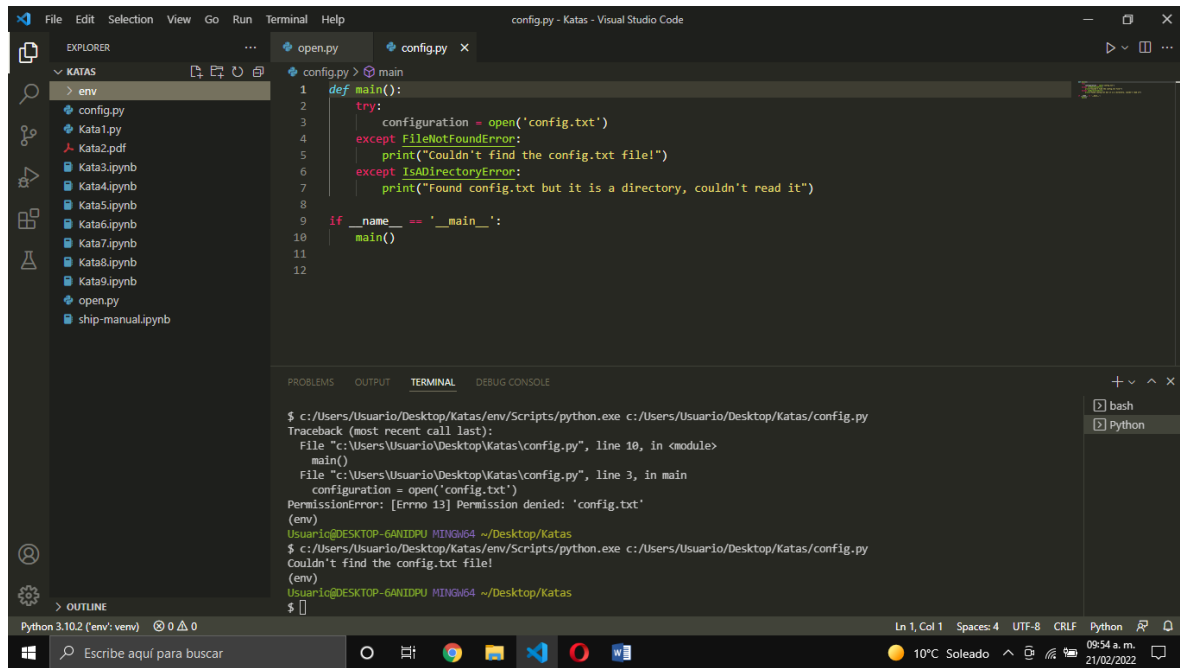 File Edit Selection View Go Run Terminal Help config.py - Katas - Visual Studio Code
EXPLORER
KATAS
env
config.py
Kata1.py
Kata2.pdf
Kata3.ipynb
Kata4.ipynb
Kata5.ipynb
Kata6.ipynb
Kata7.ipynb
Kata8.ipynb
Kata9.ipynb
open.py
ship-manual.ipynb
OUTLINE
open.py config.py
config.py > main
1 def main():
2 try:
3 configuration = open('config.txt')
4 except FileNotFoundError:
5 print("Couldn't find the config.txt file!")
6 except IsADirectoryError:
7 print("Found config.txt but it is a directory, couldn't read it")
8
9 if __name__ == '__main__':
10 main()
11
12
PROBLEMS OUTPUT TERMINAL DEBUG CONSOLE
$ c:/Users/Usuario/Desktop/Katas/env/Scripts/python.exe c:/Users/Usuario/Desktop/Katas/config.py
Traceback (most recent call last):
File "c:\Users\Usuario\Desktop\Katas\config.py", line 10, in <module>
main()
File "c:\Users\Usuario\Desktop\Katas\config.py", line 3, in main
configuration = open('config.txt')
PermissionError: [Errno 13] Permission denied: 'config.txt'
(env)
Usuario@DESKTOP-6ANIDPU MINGW64 ~/Desktop/Katas
$ c:/Users/Usuario/Desktop/Katas/env/Scripts/python.exe c:/Users/Usuario/Desktop/Katas/config.py
Couldn't find the config.txt file!
(env)
Usuario@DESKTOP-6ANIDPU MINGW64 ~/Desktop/Katas
$
bash
Python
Python 3.10.2 ('env': venv) 0 0 Ln 1, Col 1 Spaces: 4 UTF-8 CRLF Python
Escribe aquí para buscar 10°C Soleado 09:54 a. m.
21/02/2022